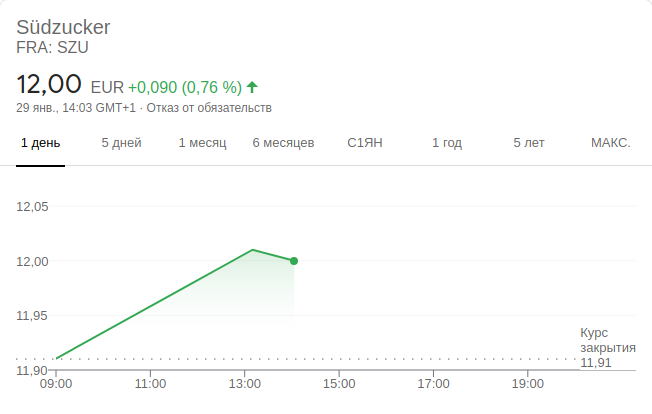 Südzucker
FRA: SZU
12,00 EUR +0,090 (0,76 %)
29 янв., 14:03 GMT+1 · Отказ от обязательств
1 день 5 дней 1 месяц 6 месяцев С1ЯН 1 год 5 лет МАКС.
12,05
12,00
11,95
Курс
закрытия
11,91
11,90
09:00 11:00 13:00 15:00 17:00 19:00